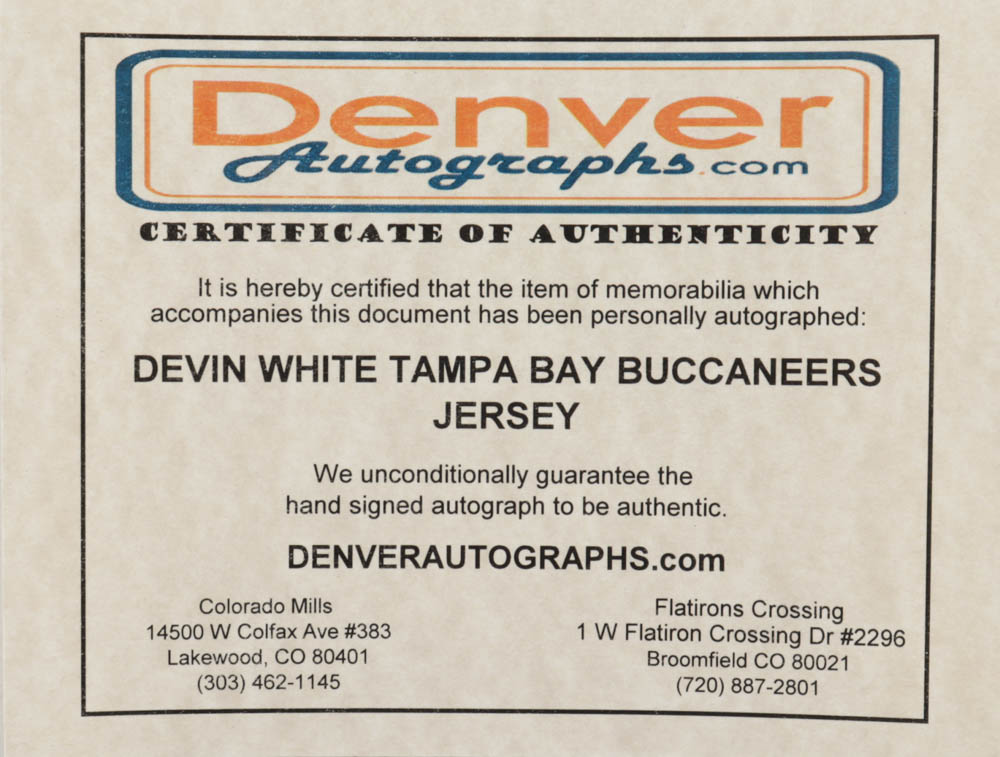 Denver
Autographs.com
CERTIFICATE OF AUTHENTICITY
It is hereby certified that the item of memorabilia which
accompanies this document has been personally autographed:
DEVIN WHITE TAMPA BAY BUCCANEERS
JERSEY
We unconditionally guarantee the
hand signed autograph to be authentic.
DENVERAUTOGRAPHS.com
Colorado Mills
14500 W Colfax Ave #383
Lakewood, CO 80401
(303) 462-1145
Flatirons Crossing
1 W Flatiron Crossing Dr #2296
Broomfield CO 80021
(720) 887-2801